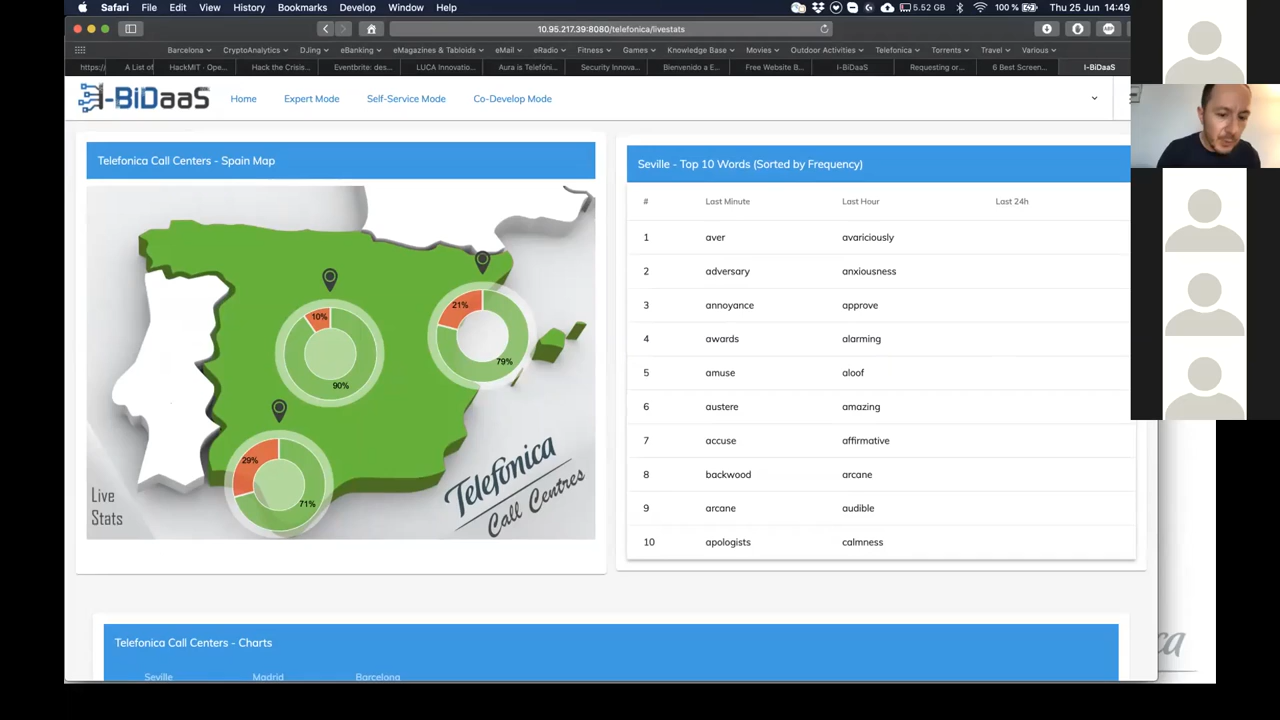 Safari File Edit View History Bookmarks Develop Window Help 5.52 GB 100 % Thu 25 Jun 14:49
10.95.217.39:8080/telefonica/livestats
Barcelona CryptoAnalytics DJing eBanking eMagazines & Tabloids eMail eRadio Fitness Games Knowledge Base Movies Outdoor Activities Telefonica Torrents Travel Various
https:/ A List of HackMIT · Ope... Hack the Crisis... Eventbrite: des... LUCA Innovatio... Aura is Telefóni... Security Innova... Bienvenido a E... Free Website B... I-BiDaaS Requesting or... 6 Best Screen... I-BiDaaS
I-BiDaaS Home Expert Mode Self-Service Mode Co-Develop Mode
Telefonica Call Centers - Spain Map
10%
90%
21%
79%
29%
71%
Live
Stats
Telefonica
Call Centres
Seville - Top 10 Words (Sorted by Frequency)
# Last Minute Last Hour Last 24h
1 aver avariciously
2 adversary anxiousness
3 annoyance approve
4 awards alarming
5 amuse aloof
6 austere amazing
7 accuse affirmative
8 backwood arcane
9 arcane audible
10 apologists calmness
Telefonica Call Centers - Charts
Seville Madrid Barcelona